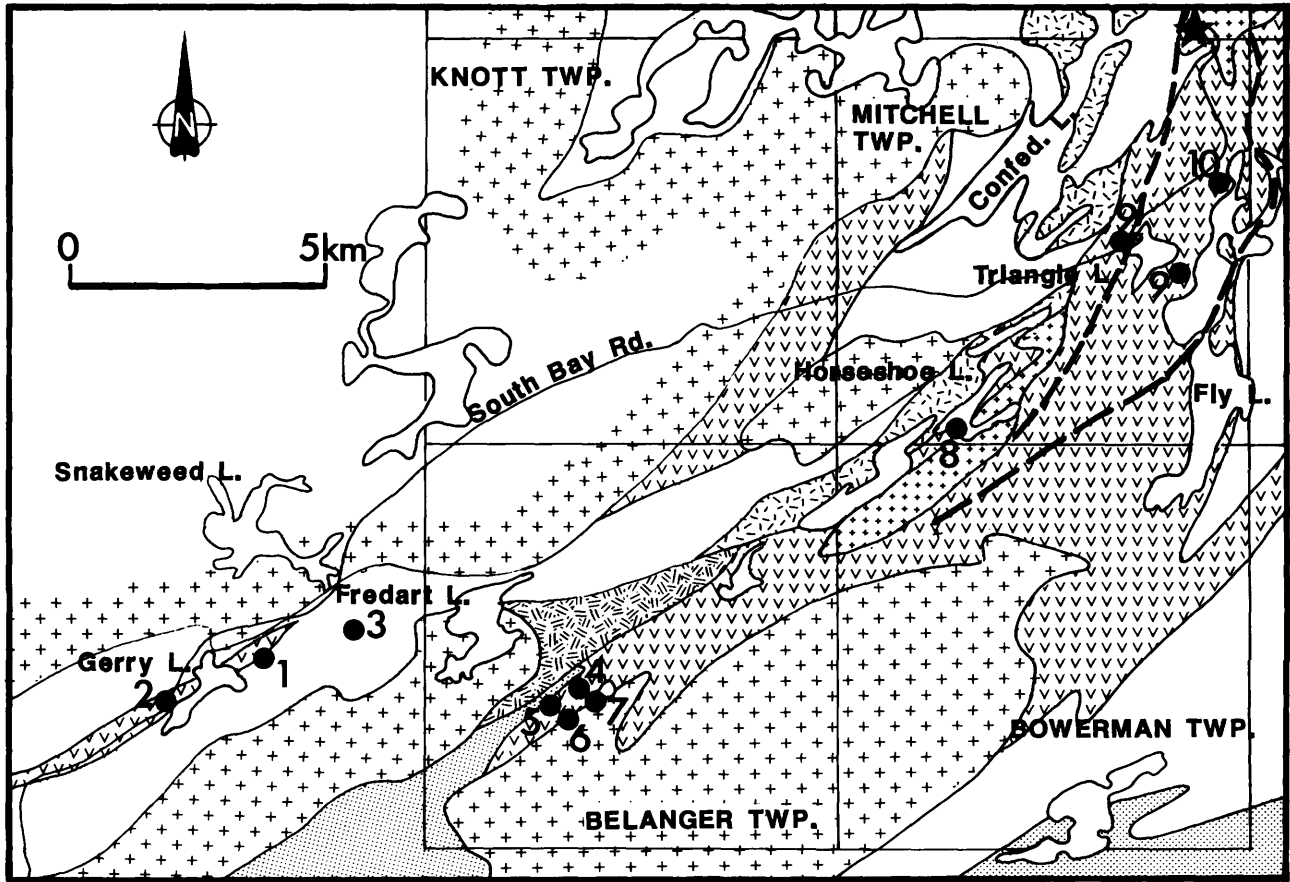 KNOTT TWP.
MITCHELL
TWP.
N
Confed. L.
10
0 5km
9
Triangle L.
9
South Bay Rd.
Horseshoe L.
Fly L.
8
Snakeweed L.
Fredart L.
3
Gerry L.
1
2
4
5
7
6
BOWERMAN TWP.
BELANGER TWP.